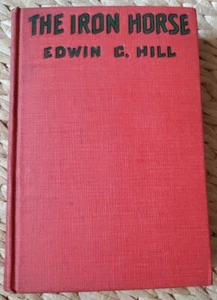 THE IRON HORSE
EDWIN C. HILL